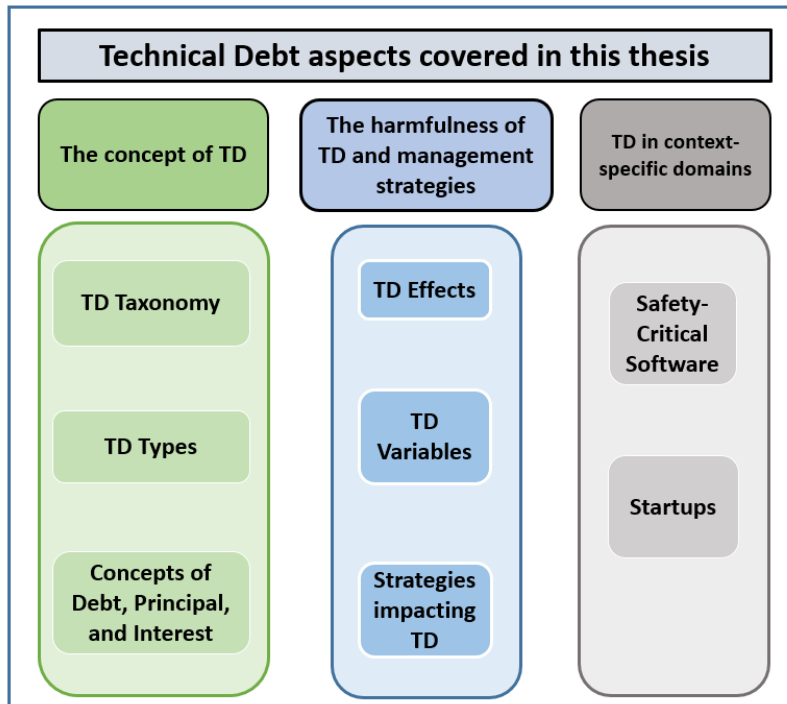 Technical Debt aspects covered in this thesis
The concept of TD
The harmfulness of
TD and management
strategies
TD in context-
specific domains
TD Taxonomy
TD Types
Concepts of
Debt, Principal,
and Interest
TD Effects
TD
Variables
Strategies
impacting
TD
Safety-
Critical
Software
Startups